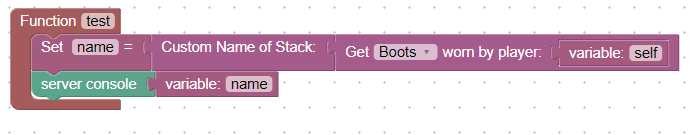 Function test
Set name = Custom Name of Stack: Get Boots worn by player: variable: self
server console variable: name